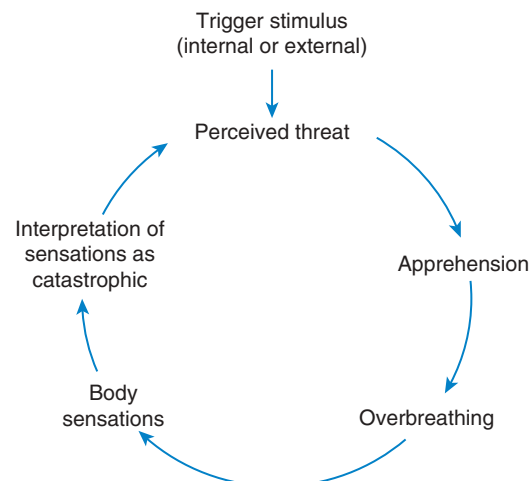 Trigger stimulus
(internal or external)
Perceived threat
Apprehension
Overbreathing
Body
sensations
Interpretation of
sensations as
catastrophic